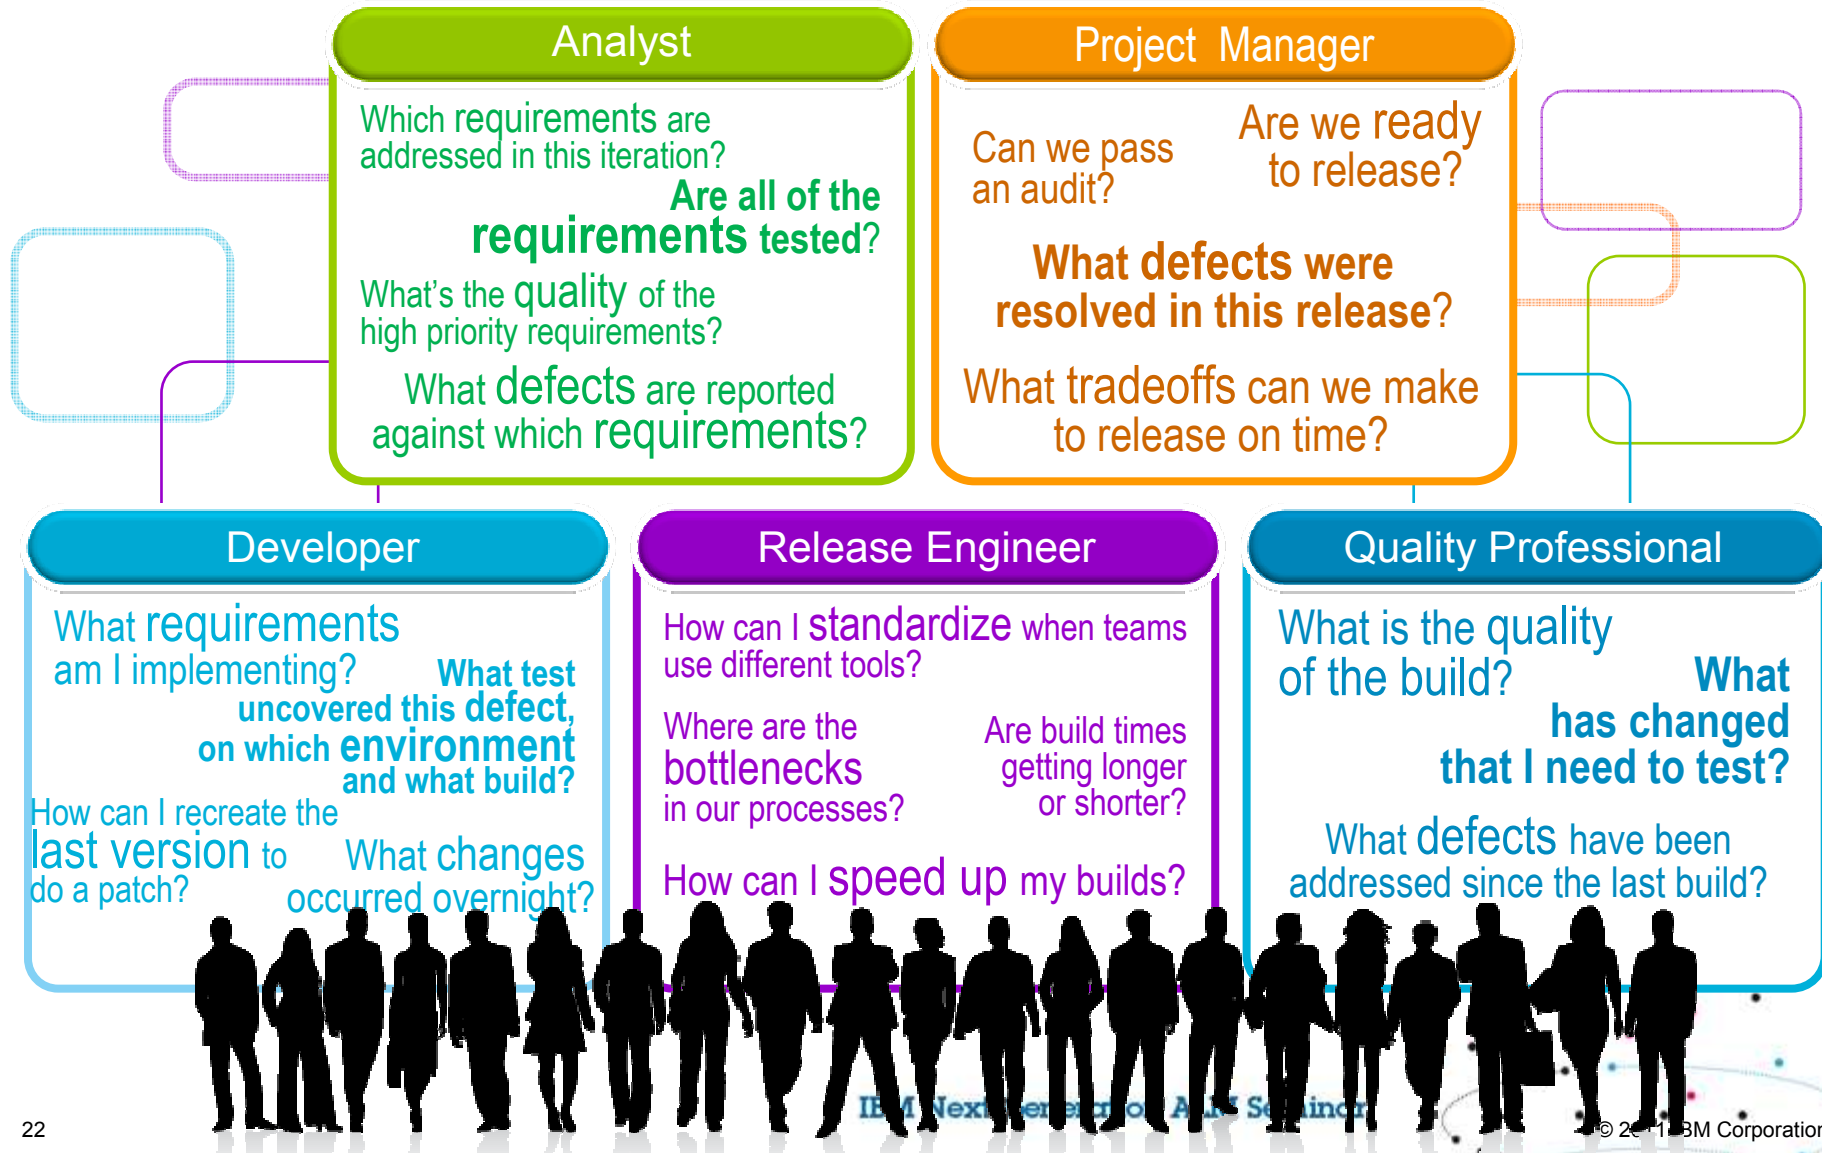 Analyst
Which requirements are
addressed in this iteration?
Are all of the
requirements tested?
What's the quality of the
high priority requirements?
What defects are reported
against which requirements?
Project Manager
Can we pass
an audit?
Are we ready
to release?
What defects were
resolved in this release?
What tradeoffs can we make
to release on time?
Developer
What requirements
am I implementing?
What test
uncovered this defect,
on which environment
and what build?
How can I recreate the
last version to
do a patch?
What changes
occurred overnight?
Release Engineer
How can I standardize when teams
use different tools?
Where are the
bottlenecks
in our processes?
Are build times
getting longer
or shorter?
How can I speed up my builds?
Quality Professional
What is the quality
of the build?
What
has changed
that I need to test?
What defects have been
addressed since the last build?
IBM Next Generation ALM Seminar
22
© IBM Corporation